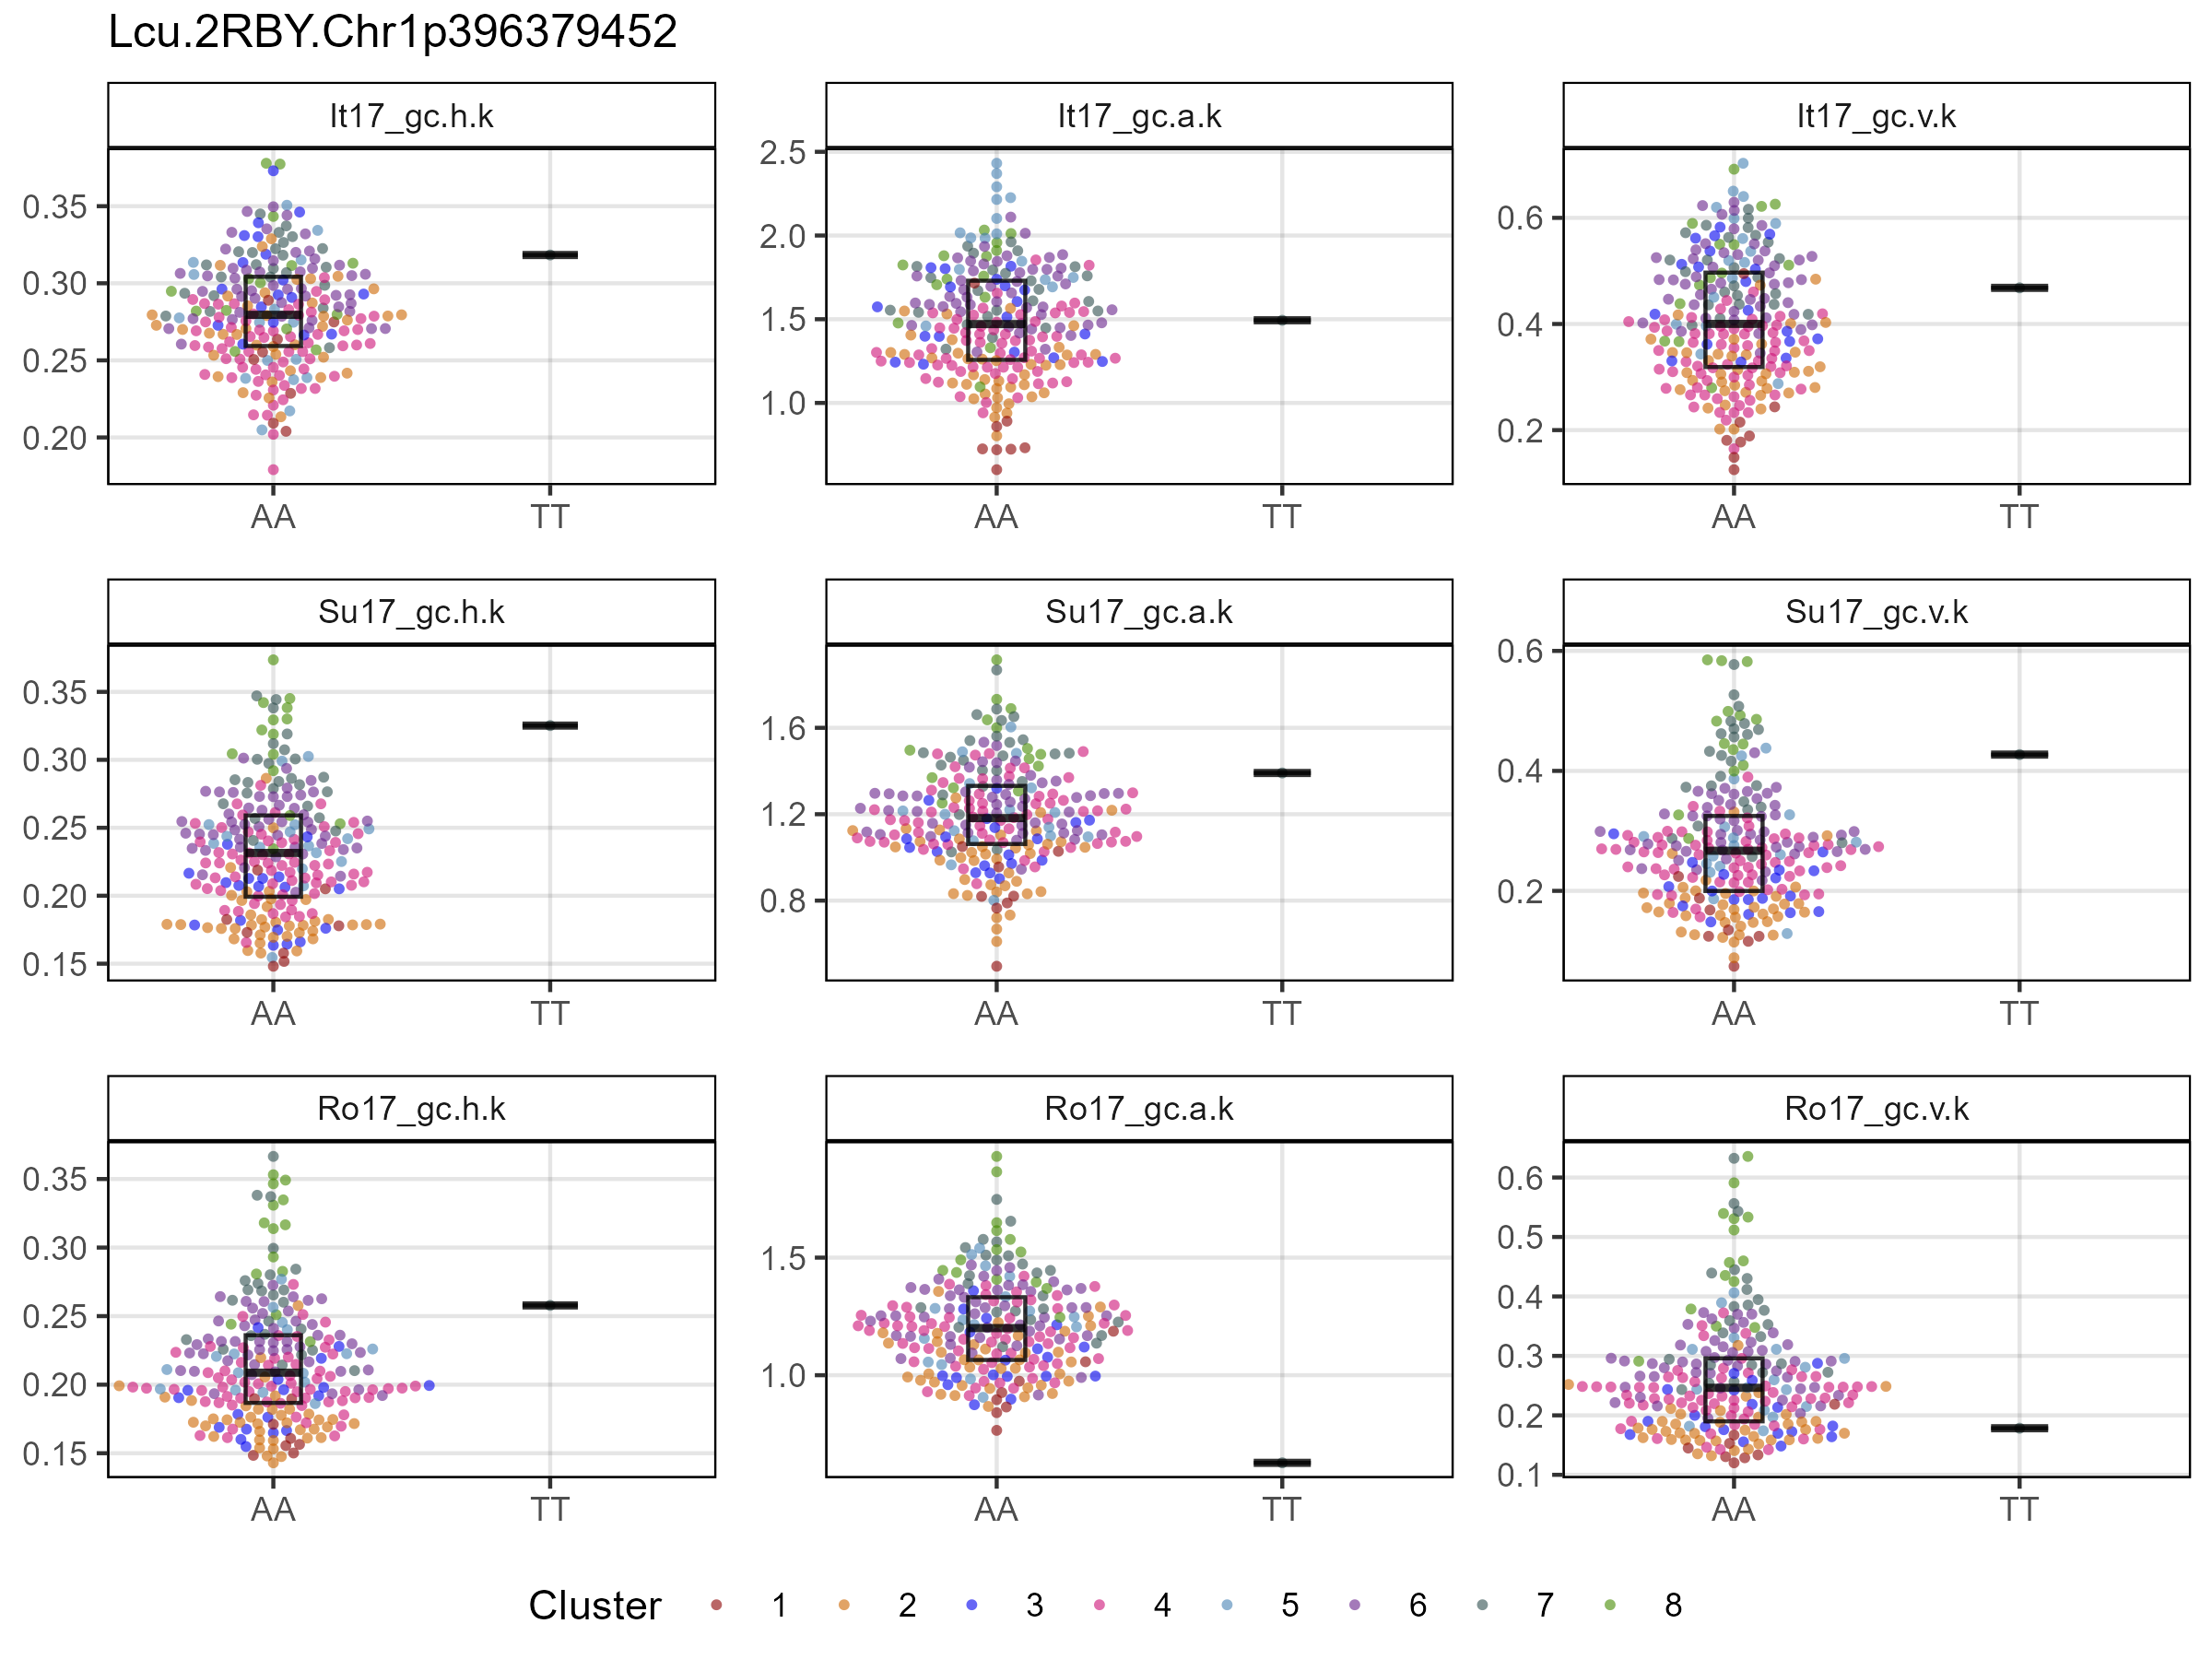 Lcu.2RBY.Chr1p396379452
It17_gc.h.k
It17_gc.a.k
It17_gc.v.k
0.35
0.30
0.25
0.20
AA
TT
2.5
2.0
1.5
1.0
AA
TT
0.6
0.4
0.2
AA
TT
Su17_gc.h.k
Su17_gc.a.k
Su17_gc.v.k
0.35
0.30
0.25
0.20
0.15
AA
TT
1.6
1.2
0.8
AA
TT
0.6
0.4
0.2
AA
TT
Ro17_gc.h.k
Ro17_gc.a.k
Ro17_gc.v.k
0.35
0.30
0.25
0.20
0.15
AA
TT
1.5
1.0
AA
TT
0.6
0.5
0.4
0.3
0.2
0.1
AA
TT
Cluster 1 2 3 4 5 6 7 8